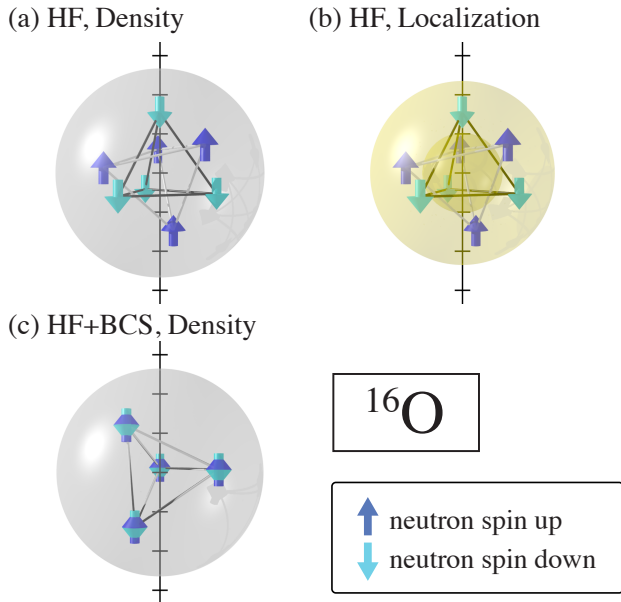 (a) HF, Density
(b) HF, Localization
(c) HF+BCS, Density
¹⁶O
neutron spin up
neutron spin down